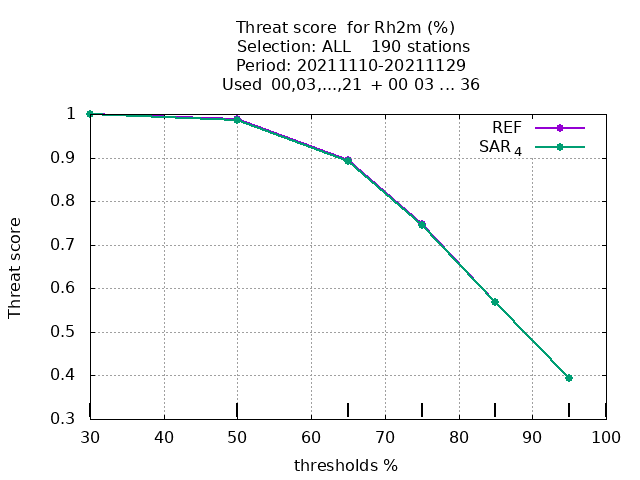 Threat score  for Rh2m (%)
Selection: ALL    190 stations
Period: 20211110-20211129
Used  00,03,...,21  + 00 03 ... 36
REF
SAR 4
1
0.9
0.8
0.7
0.6
0.5
0.4
0.3
Threat score
30 40 50 60 70 80 90 100
thresholds %